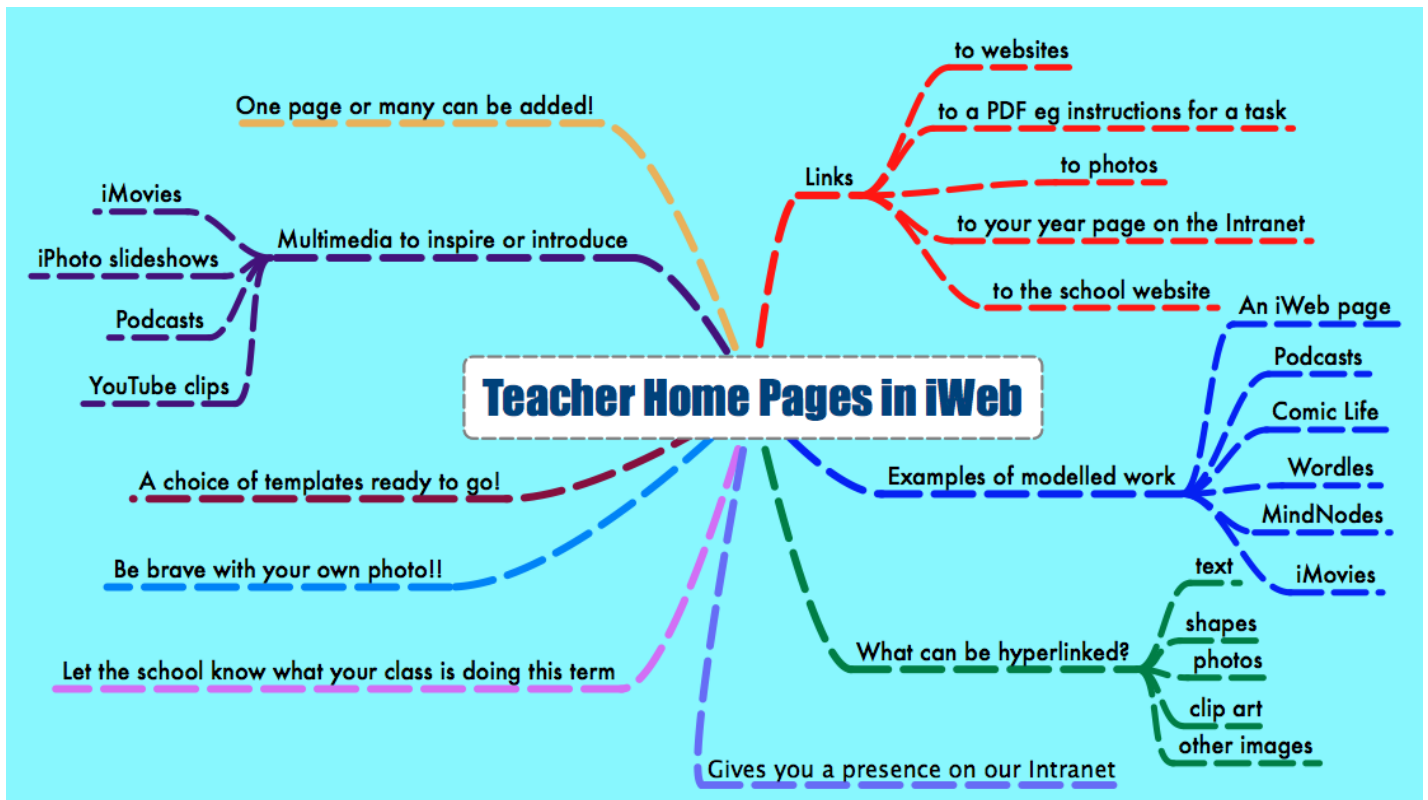 Teacher Home Pages in iWeb
One page or many can be added!
Multimedia to inspire or introduce
iMovies
iPhoto slideshows
Podcasts
YouTube clips
A choice of templates ready to go!
Be brave with your own photo!!
Let the school know what your class is doing this term
Gives you a presence on our Intranet
Links
to websites
to a PDF eg instructions for a task
to photos
to your year page on the Intranet
to the school website
Examples of modelled work
An iWeb page
Podcasts
Comic Life
Wordles
MindNodes
iMovies
What can be hyperlinked?
text
shapes
photos
clip art
other images